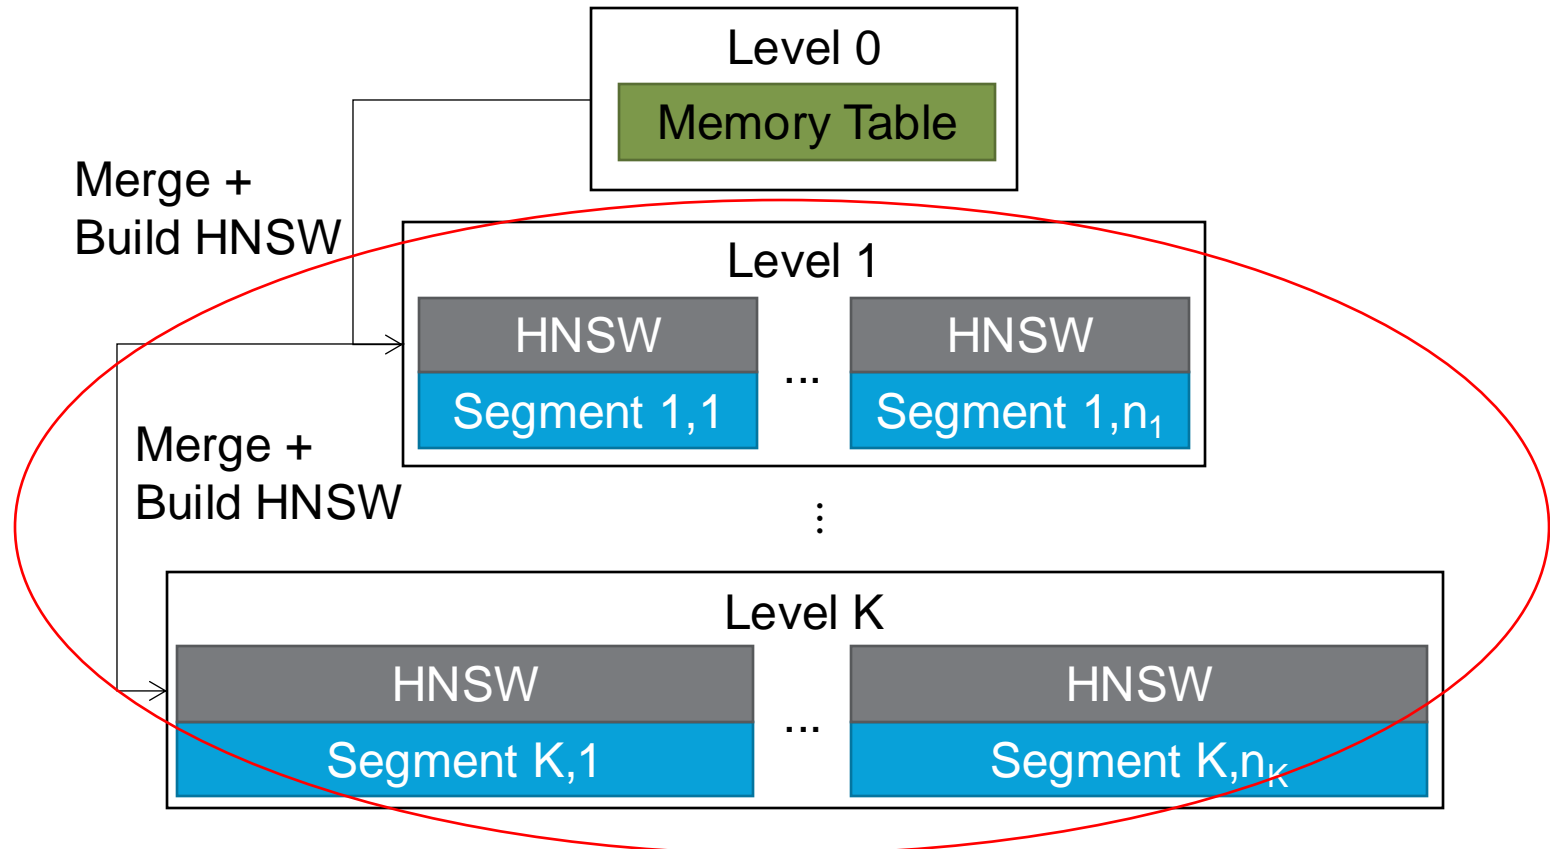 Level 0
Memory Table
Merge +
Build HNSW
Level 1
HNSW
...
HNSW
Segment 1,1
Segment 1,n₁
Merge +
Build HNSW
⋮
Level K
HNSW
...
HNSW
Segment K,1
Segment K,nₖ